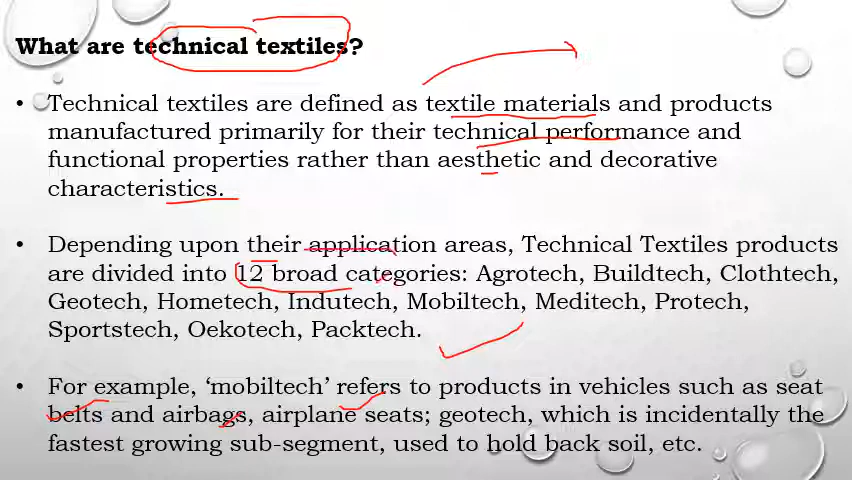 What are technical textiles?
• Technical textiles are defined as textile materials and products
manufactured primarily for their technical performance and
functional properties rather than aesthetic and decorative
characteristics.
• Depending upon their application areas, Technical Textiles products
are divided into 12 broad categories: Agrotech, Buildtech, Clothtech,
Geotech, Hometech, Indutech, Mobiltech, Meditech, Protech,
Sportstech, Oekotech, Packtech.
• For example, ‘mobiltech’ refers to products in vehicles such as seat
belts and airbags, airplane seats; geotech, which is incidentally the
fastest growing sub-segment, used to hold back soil, etc.